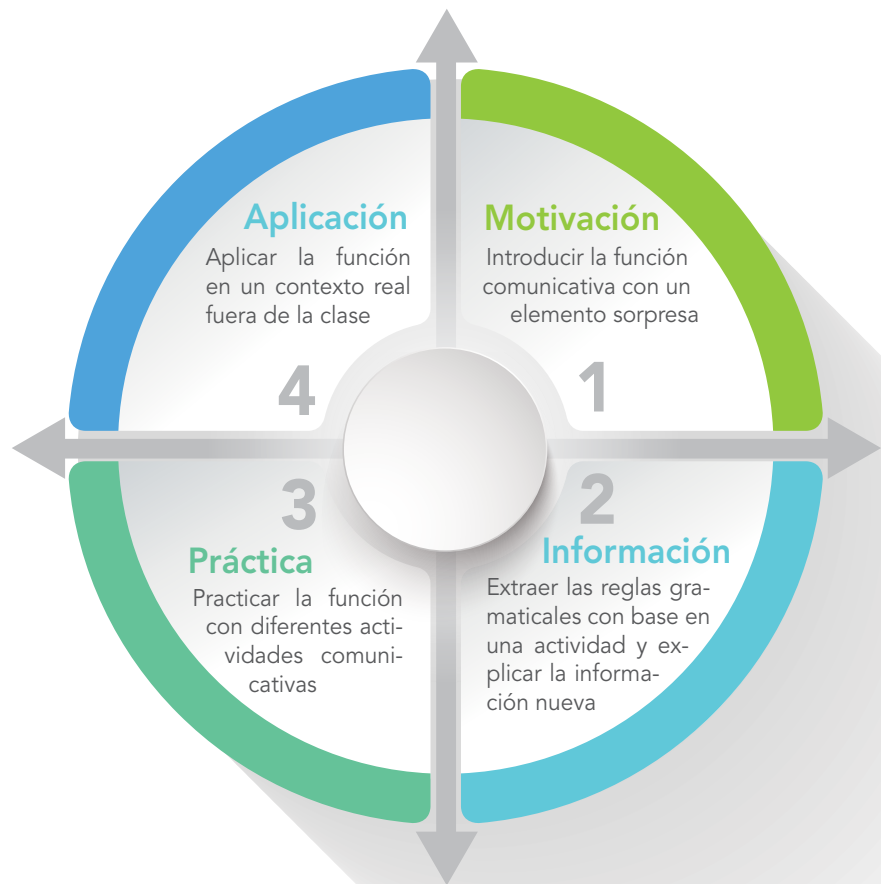 Motivación
Introducir la función
comunicativa con un
elemento sorpresa
1
2
Información
Extraer las reglas gra-
maticales con base en
una actividad y ex-
plicar la informa-
ción nueva
3
Práctica
Practicar la función
con diferentes acti-
vidades comuni-
cativas
Aplicación
Aplicar la función
en un contexto real
fuera de la clase
4